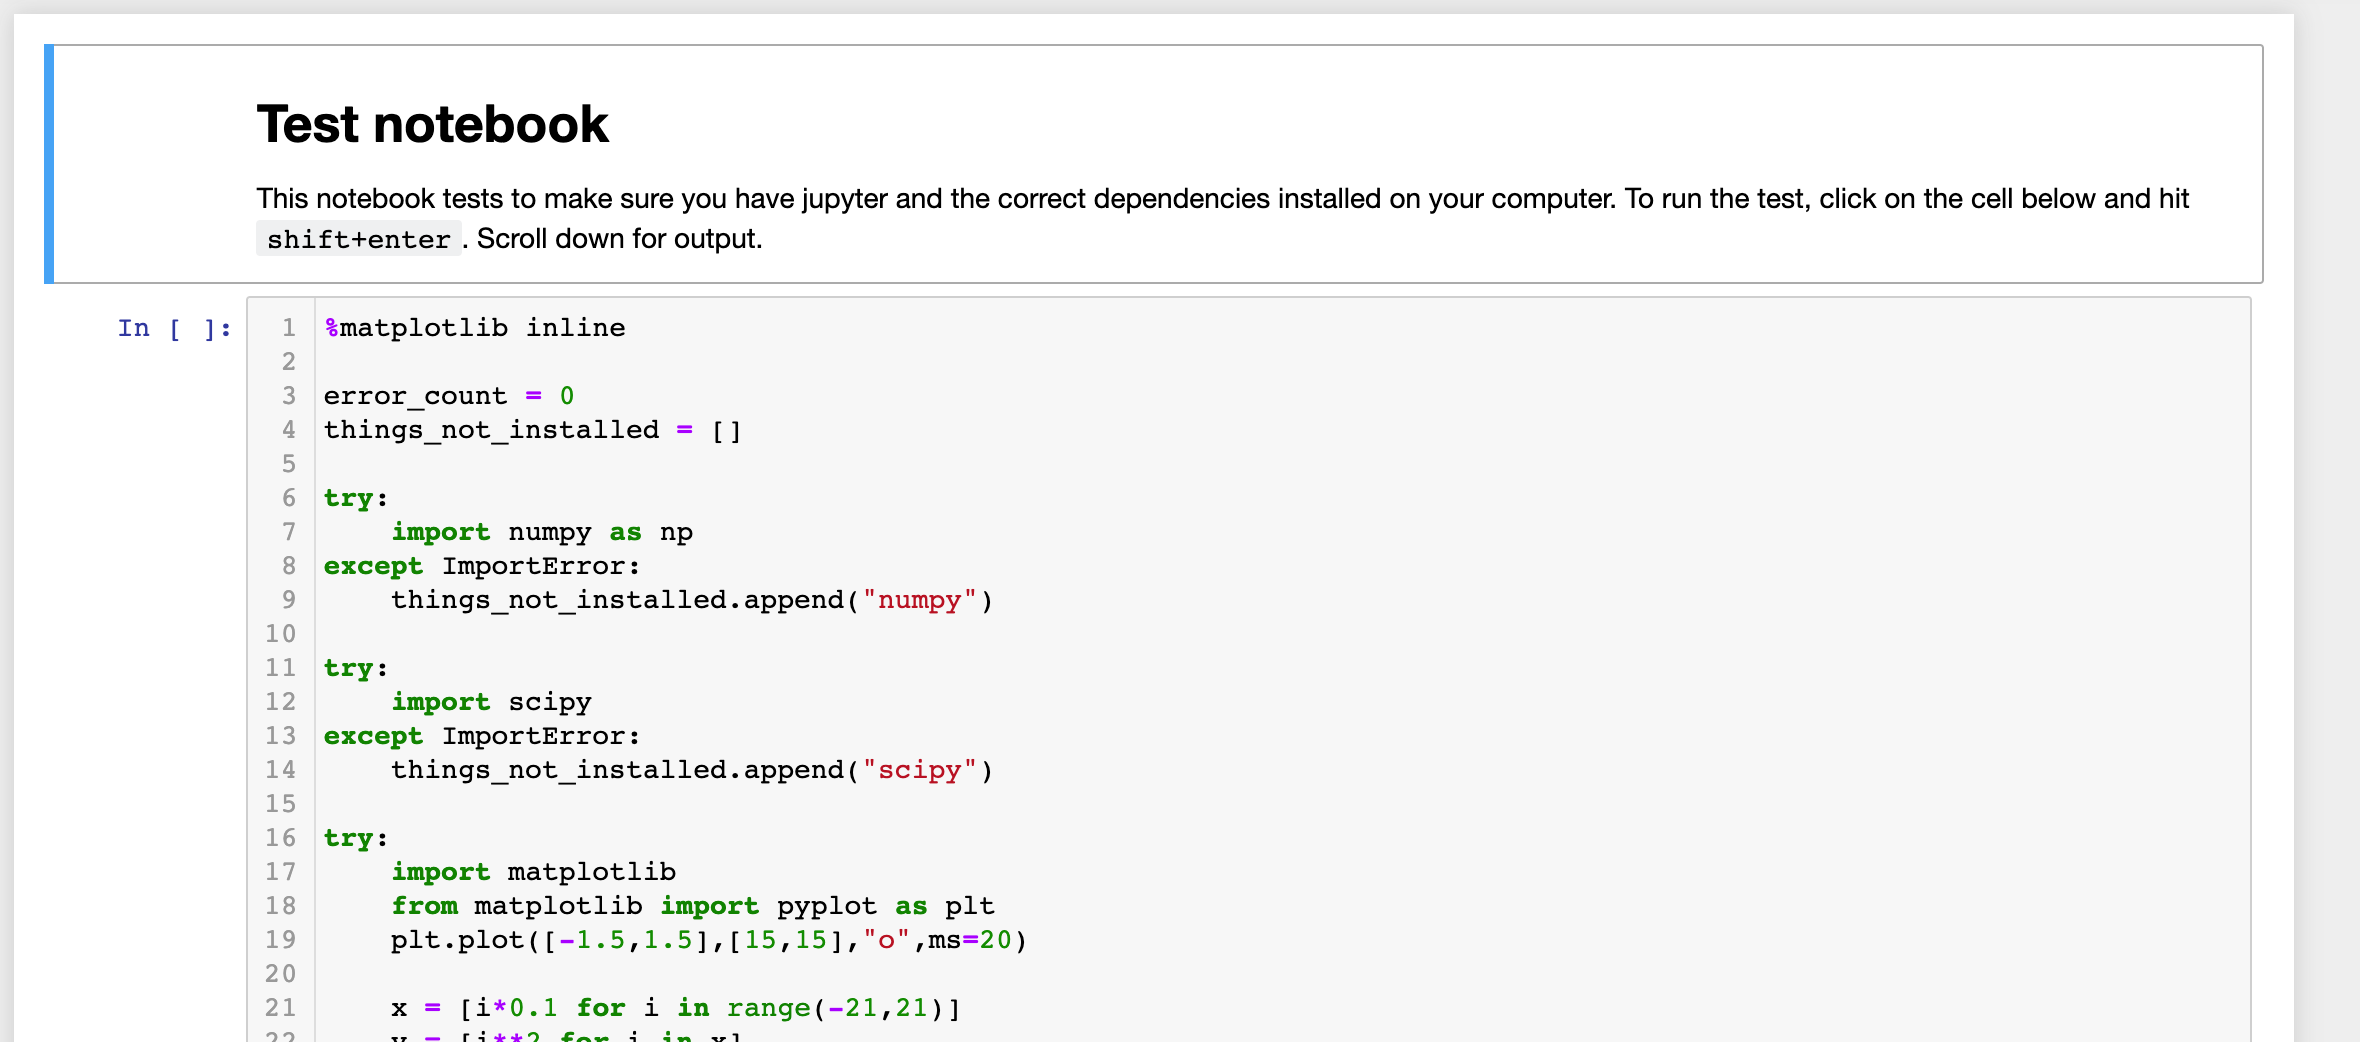 Test notebook
This notebook tests to make sure you have jupyter and the correct dependencies installed on your computer. To run the test, click on the cell below and hit
shift+enter. Scroll down for output.
In [ ]:
1 %matplotlib inline
2
3 error_count = 0
4 things_not_installed = []
5
6 try:
7     import numpy as np
8 except ImportError:
9     things_not_installed.append("numpy")
10
11 try:
12     import scipy
13 except ImportError:
14     things_not_installed.append("scipy")
15
16 try:
17     import matplotlib
18     from matplotlib import pyplot as plt
19     plt.plot([-1.5,1.5],[15,15],"o",ms=20)
20
21     x = [i*0.1 for i in range(-21,21)]
22     y = [i**2 for i in x]